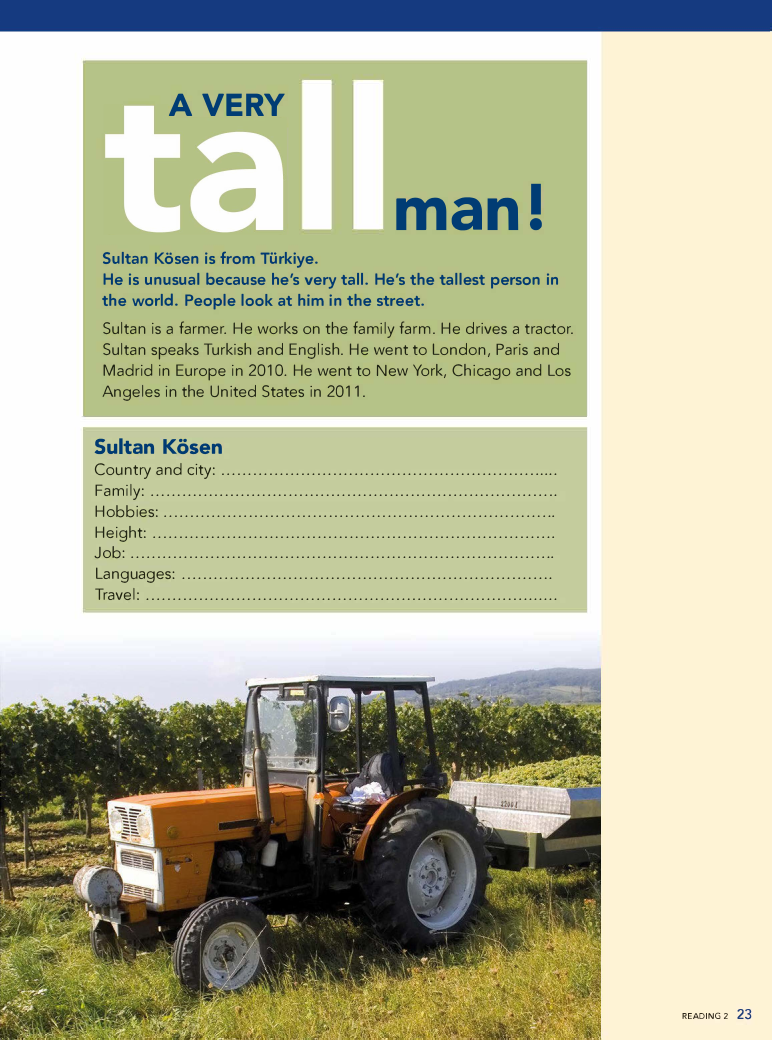 A VERY
tall man!
Sultan Kösen is from Türkiye.
He is unusual because he's very tall. He's the tallest person in
the world. People look at him in the street.
Sultan is a farmer. He works on the family farm. He drives a tractor.
Sultan speaks Turkish and English. He went to London, Paris and
Madrid in Europe in 2010. He went to New York, Chicago and Los
Angeles in the United States in 2011.
Sultan Kösen
Country and city: …………………………………………………………..
Family: ……………………………………………………………………….
Hobbies: ……………………………………………………………………..
Height: ……………………………………………………………………….
Job: …………………………………………………………………………..
Languages: ………………………………………………………………….
Travel: ………………………………………………………………………
READING 2 23